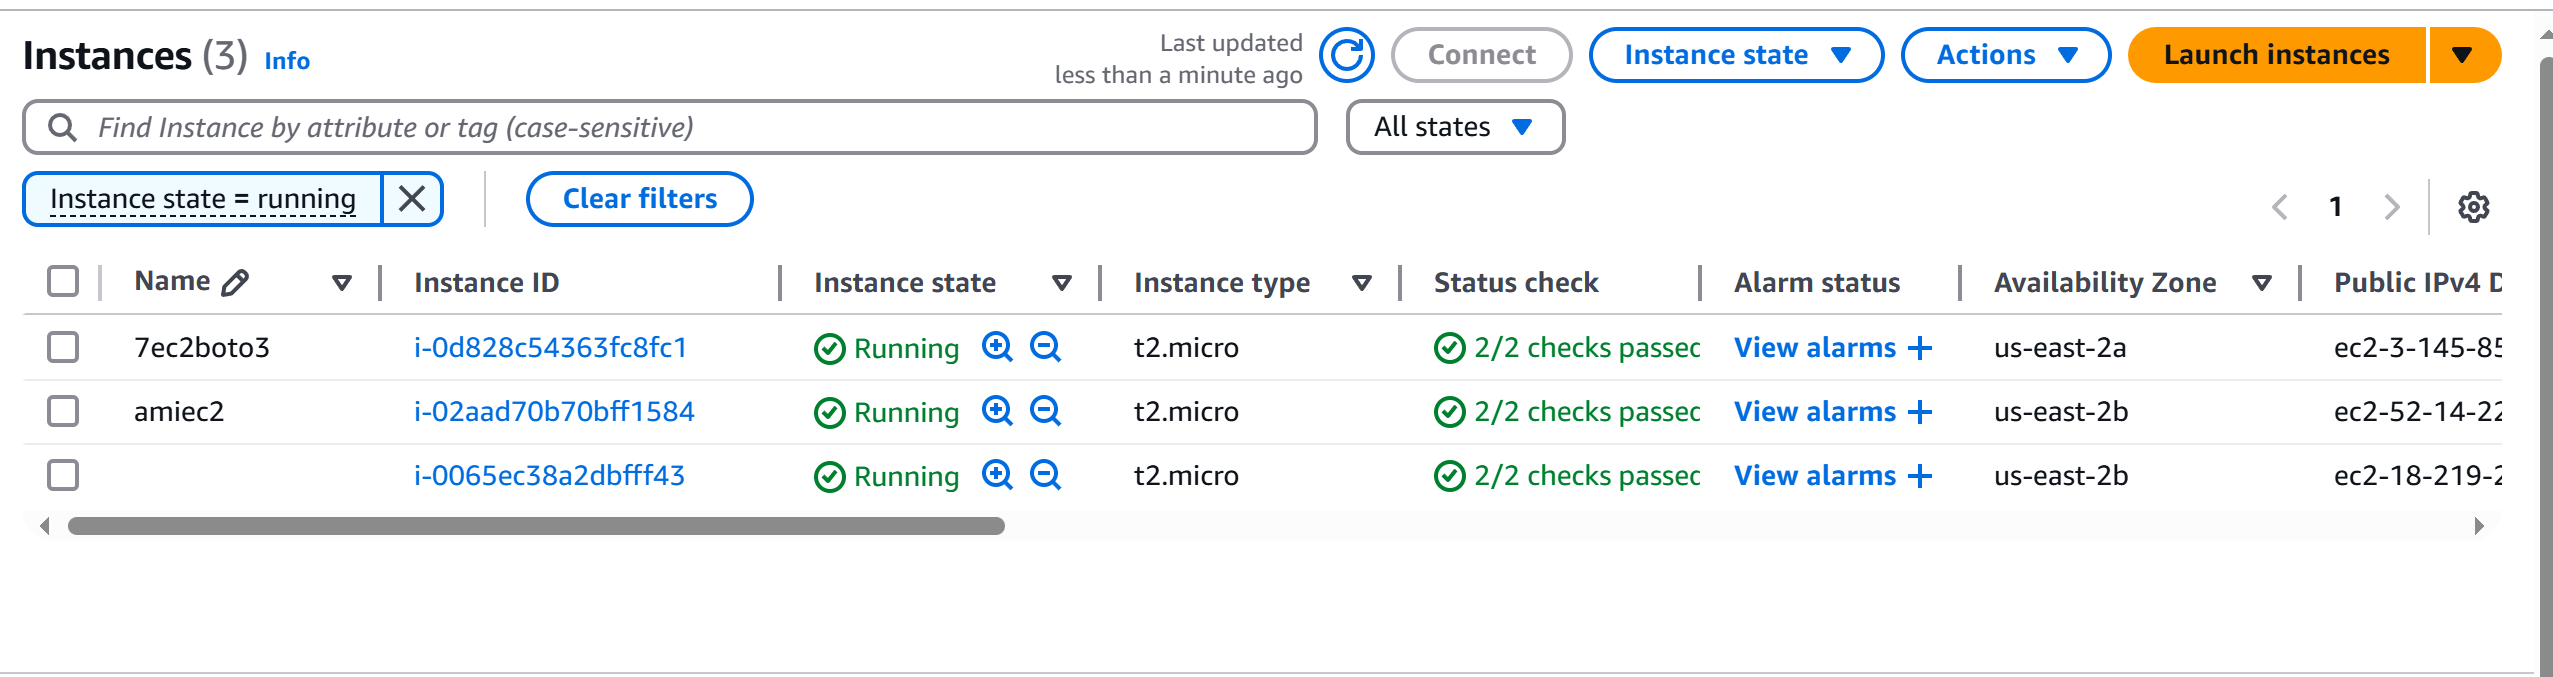 Instances (3) Info
Last updated
less than a minute ago
Connect
Instance state
Actions
Launch instances
Find Instance by attribute or tag (case-sensitive)
All states
Instance state = running
Clear filters
1
Name Instance ID Instance state Instance type Status check Alarm status Availability Zone Public IPv4 D
7ec2boto3 i-0d828c54363fc8fc1 Running t2.micro 2/2 checks passec View alarms + us-east-2a ec2-3-145-85
amiec2 i-02aad70b70bff1584 Running t2.micro 2/2 checks passec View alarms + us-east-2b ec2-52-14-22
i-0065ec38a2dbfff43 Running t2.micro 2/2 checks passec View alarms + us-east-2b ec2-18-219-2